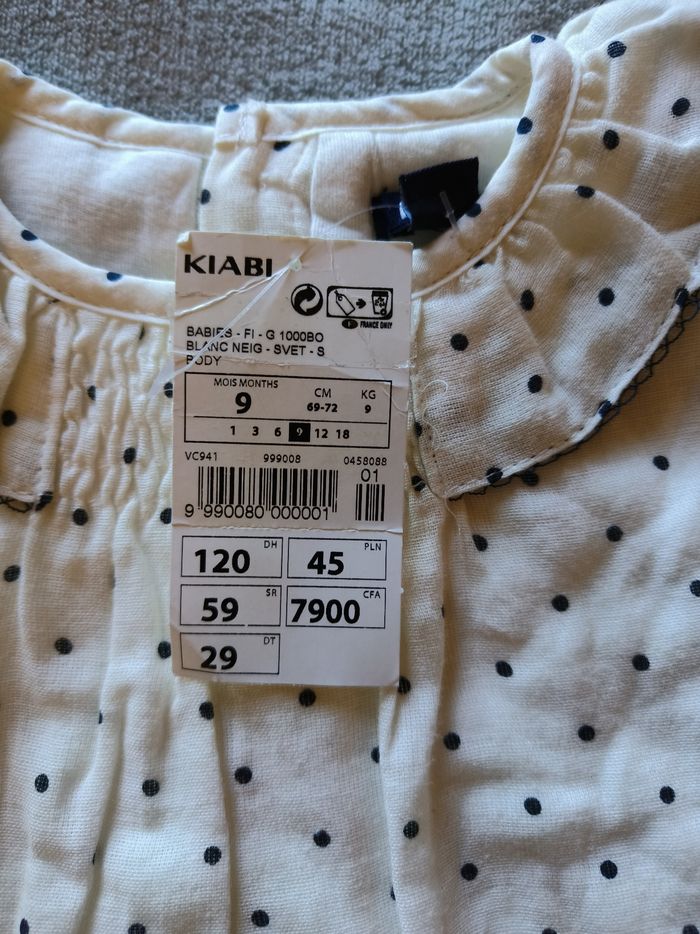 KIABI
FRANCE ONLY
BABIES - FI - G 1000BO
BLANC NEIG - SVET - S
BODY
MOIS MONTHS CM KG
9 69-72 9
1 3 6 9 12 18
VC941 999008 0458088
01
9 990080 000001
120 DH 45 PLN
59 SR 7900 CFA
29 DT